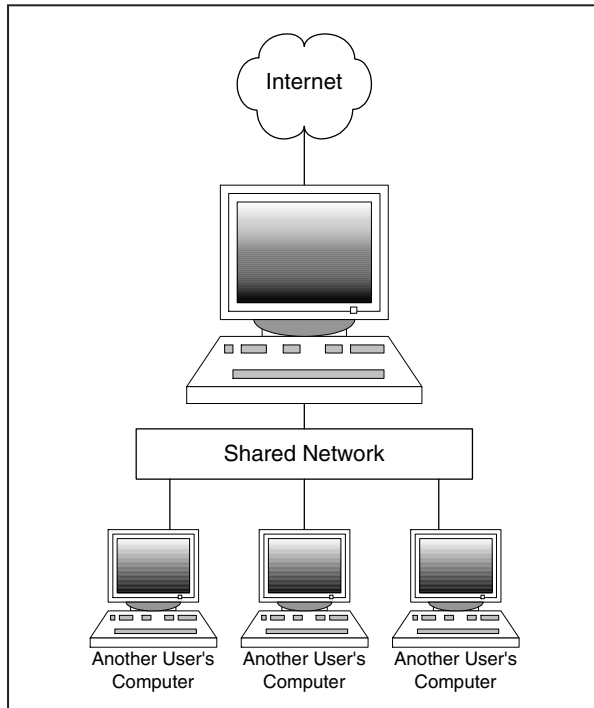 Internet
Shared Network
Another User's
Computer
Another User's
Computer
Another User's
Computer